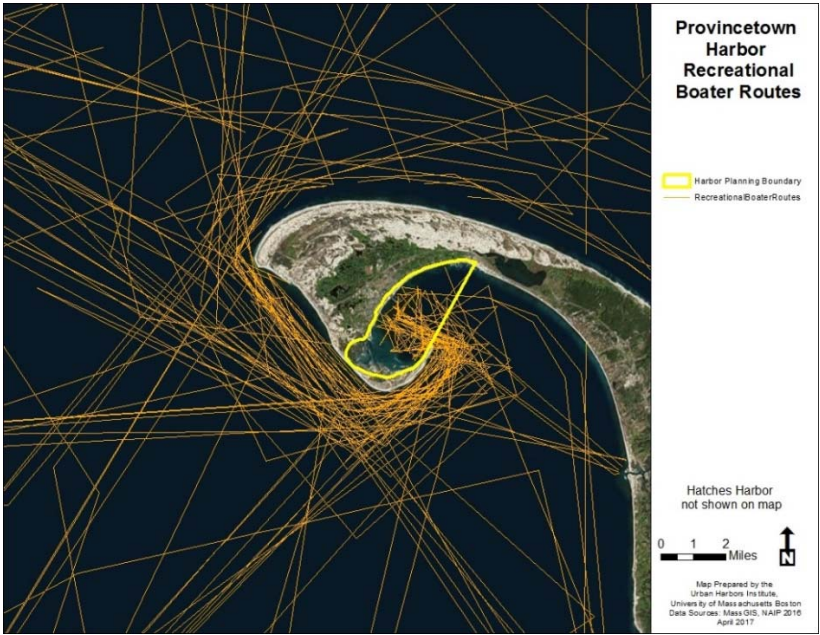 Provincetown
Harbor
Recreational
Boater Routes
Harbor Planning Boundary
RecreationalBoaterRoutes
Hatches Harbor
not shown on map
0 1 2
Miles
N
Map Prepared by the
Urban Harbors Institute,
University of Massachusetts Boston
Data Sources: MassGIS, NAIP 2016
April 2017